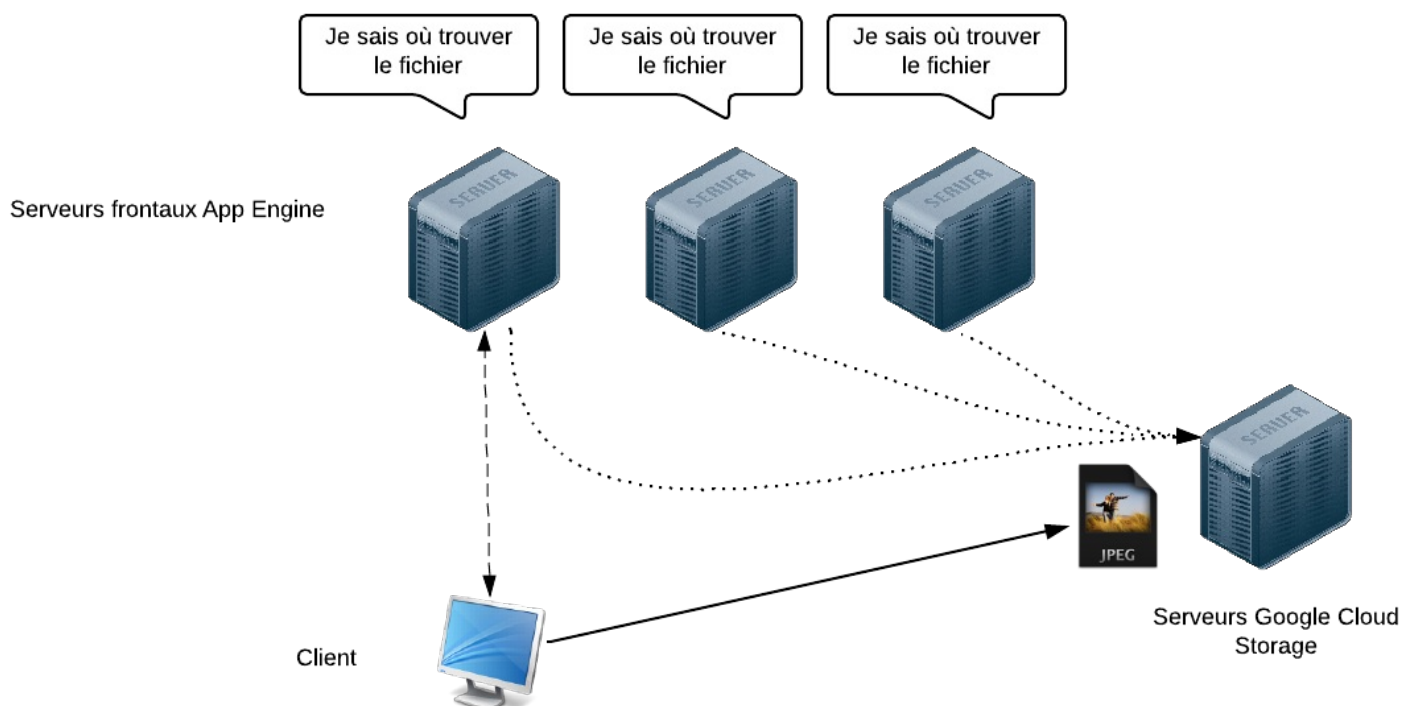 Je sais où trouver
le fichier
Je sais où trouver
le fichier
Je sais où trouver
le fichier
SERVER
SERVER
SERVER
Serveurs frontaux App Engine
SERVER
JPEG
Serveurs Google Cloud
Storage
Client